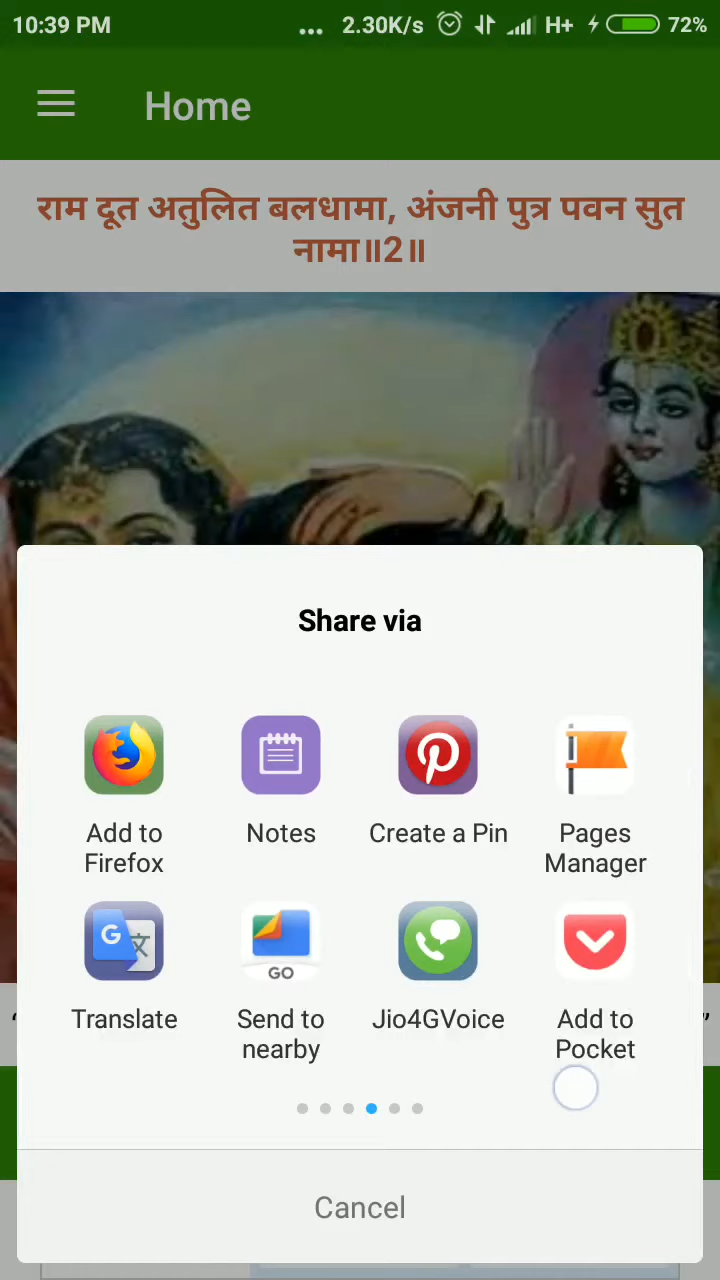 10:39 PM ... 2.30K/s H+ 72%
Home
राम दूत अतुलित बलधामा, अंजनी पुत्र पवन सुत
नामा॥2॥
Share via
Add to Firefox
Notes
Create a Pin
Pages Manager
Translate
Send to nearby
GO
Jio4GVoice
Add to Pocket
Cancel